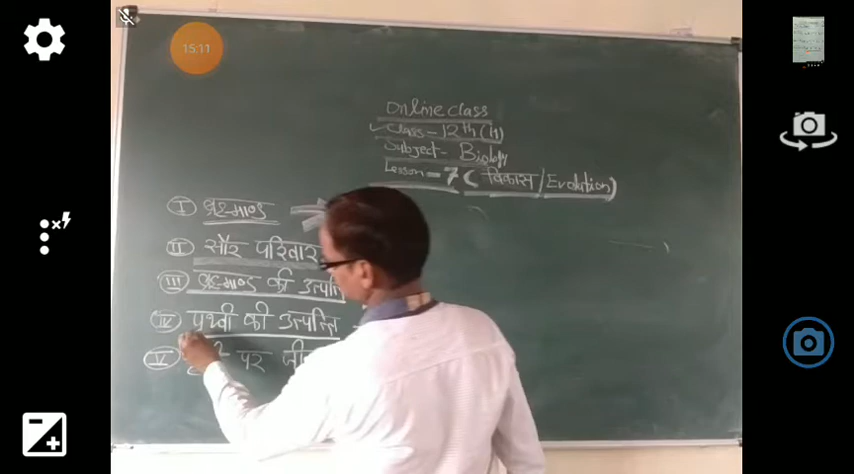 15:11
Online class
Class - 12th (H)
Subject - Biology
Lesson - 7 ( विकास / Evolution)
I ब्रह्माण्ड
II सौर परिवार
III ब्रह्माण्ड की उत्पत्ति
IV पृथ्वी की उत्पत्ति
V पर